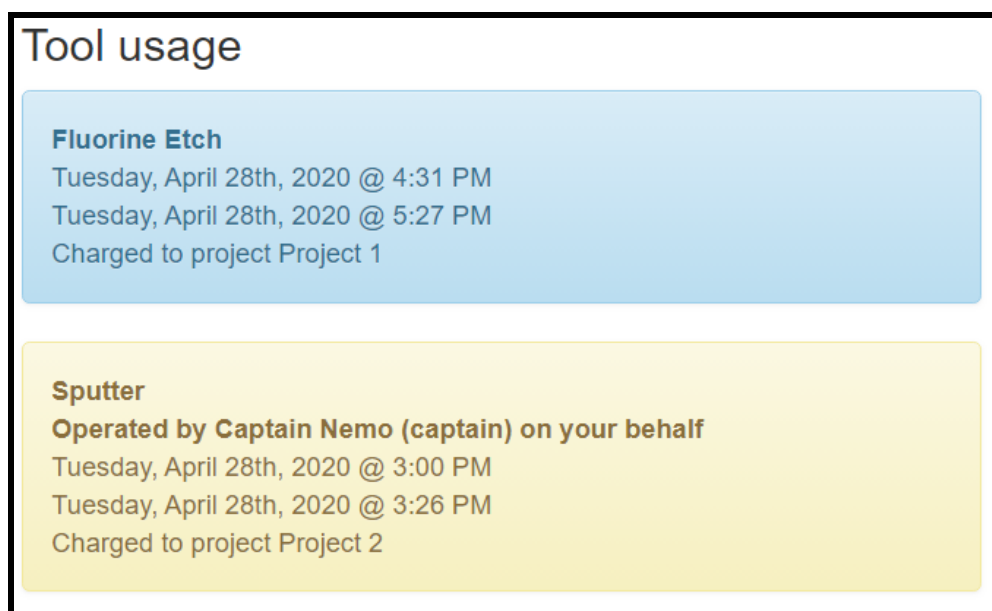 Tool usage
Fluorine Etch
Tuesday, April 28th, 2020 @ 4:31 PM
Tuesday, April 28th, 2020 @ 5:27 PM
Charged to project Project 1
Sputter
Operated by Captain Nemo (captain) on your behalf
Tuesday, April 28th, 2020 @ 3:00 PM
Tuesday, April 28th, 2020 @ 3:26 PM
Charged to project Project 2